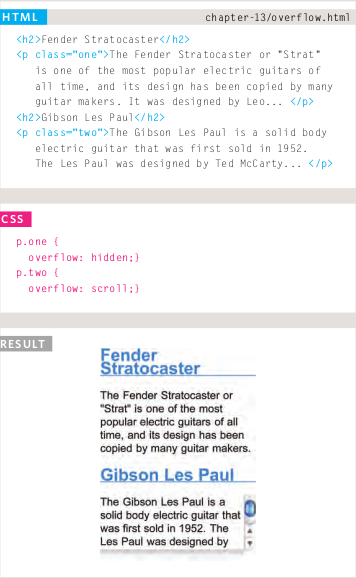 HTML
chapter-13/overflow.html
<h2>Fender Stratocaster</h2>
<p class="one">The Fender Stratocaster or "Strat"
is one of the most popular electric guitars of
all time, and its design has been copied by many
guitar makers. It was designed by Leo... </p>
<h2>Gibson Les Paul</h2>
<p class="two">The Gibson Les Paul is a solid body
electric guitar that was first sold in 1952.
The Les Paul was designed by Ted McCarty... </p>
CSS
p.one {
overflow: hidden;}
p.two {
overflow: scroll;}
RESULT
Fender
Stratocaster
The Fender Stratocaster or
"Strat" is one of the most
popular electric guitars of all
time, and its design has been
copied by many guitar makers.
Gibson Les Paul
The Gibson Les Paul is a
solid body electric guitar that
was first sold in 1952. The
Les Paul was designed by